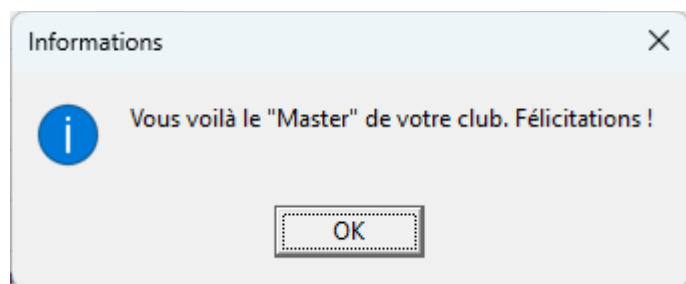 Informations
Vous voilà le "Master" de votre club. Félicitations !
OK